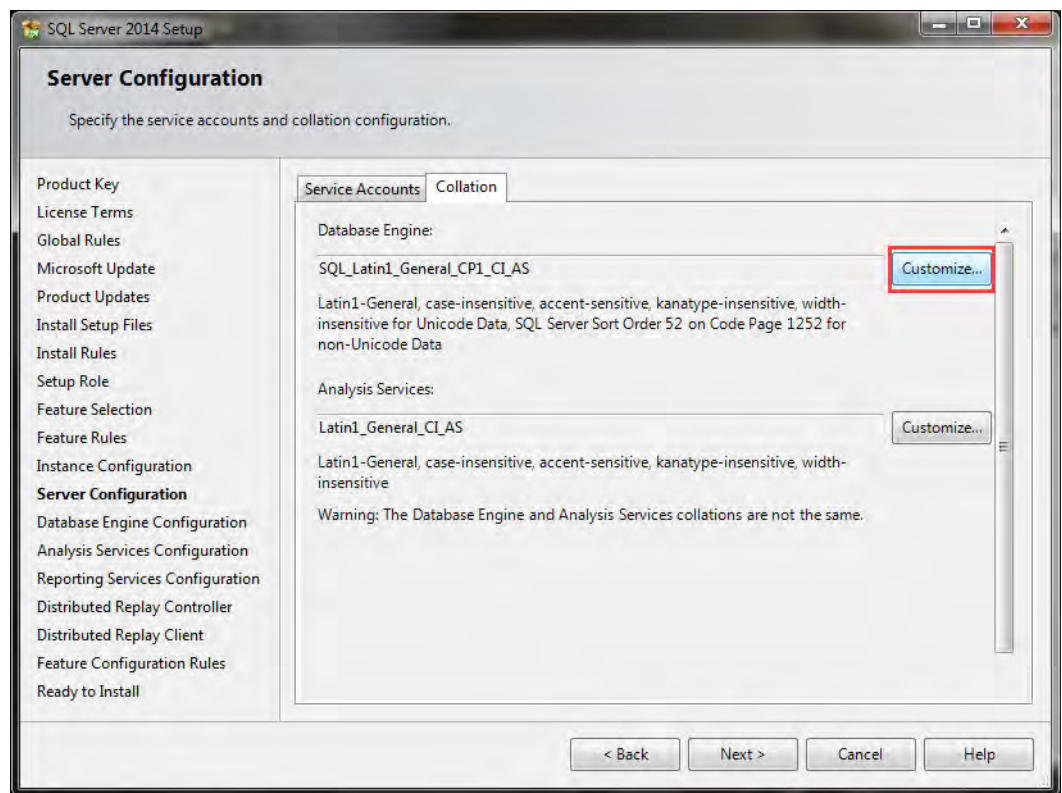 SQL Server 2014 Setup
Server Configuration
Specify the service accounts and collation configuration.
Product Key
License Terms
Global Rules
Microsoft Update
Product Updates
Install Setup Files
Install Rules
Setup Role
Feature Selection
Feature Rules
Instance Configuration
Server Configuration
Database Engine Configuration
Analysis Services Configuration
Reporting Services Configuration
Distributed Replay Controller
Distributed Replay Client
Feature Configuration Rules
Ready to Install
Service Accounts Collation
Database Engine:
SQL_Latin1_General_CP1_CI_AS Customize...
Latin1-General, case-insensitive, accent-sensitive, kanatype-insensitive, width-
insensitive for Unicode Data, SQL Server Sort Order 52 on Code Page 1252 for
non-Unicode Data
Analysis Services:
Latin1_General_CI_AS Customize...
Latin1-General, case-insensitive, accent-sensitive, kanatype-insensitive, width-
insensitive
Warning: The Database Engine and Analysis Services collations are not the same.
< Back Next > Cancel Help